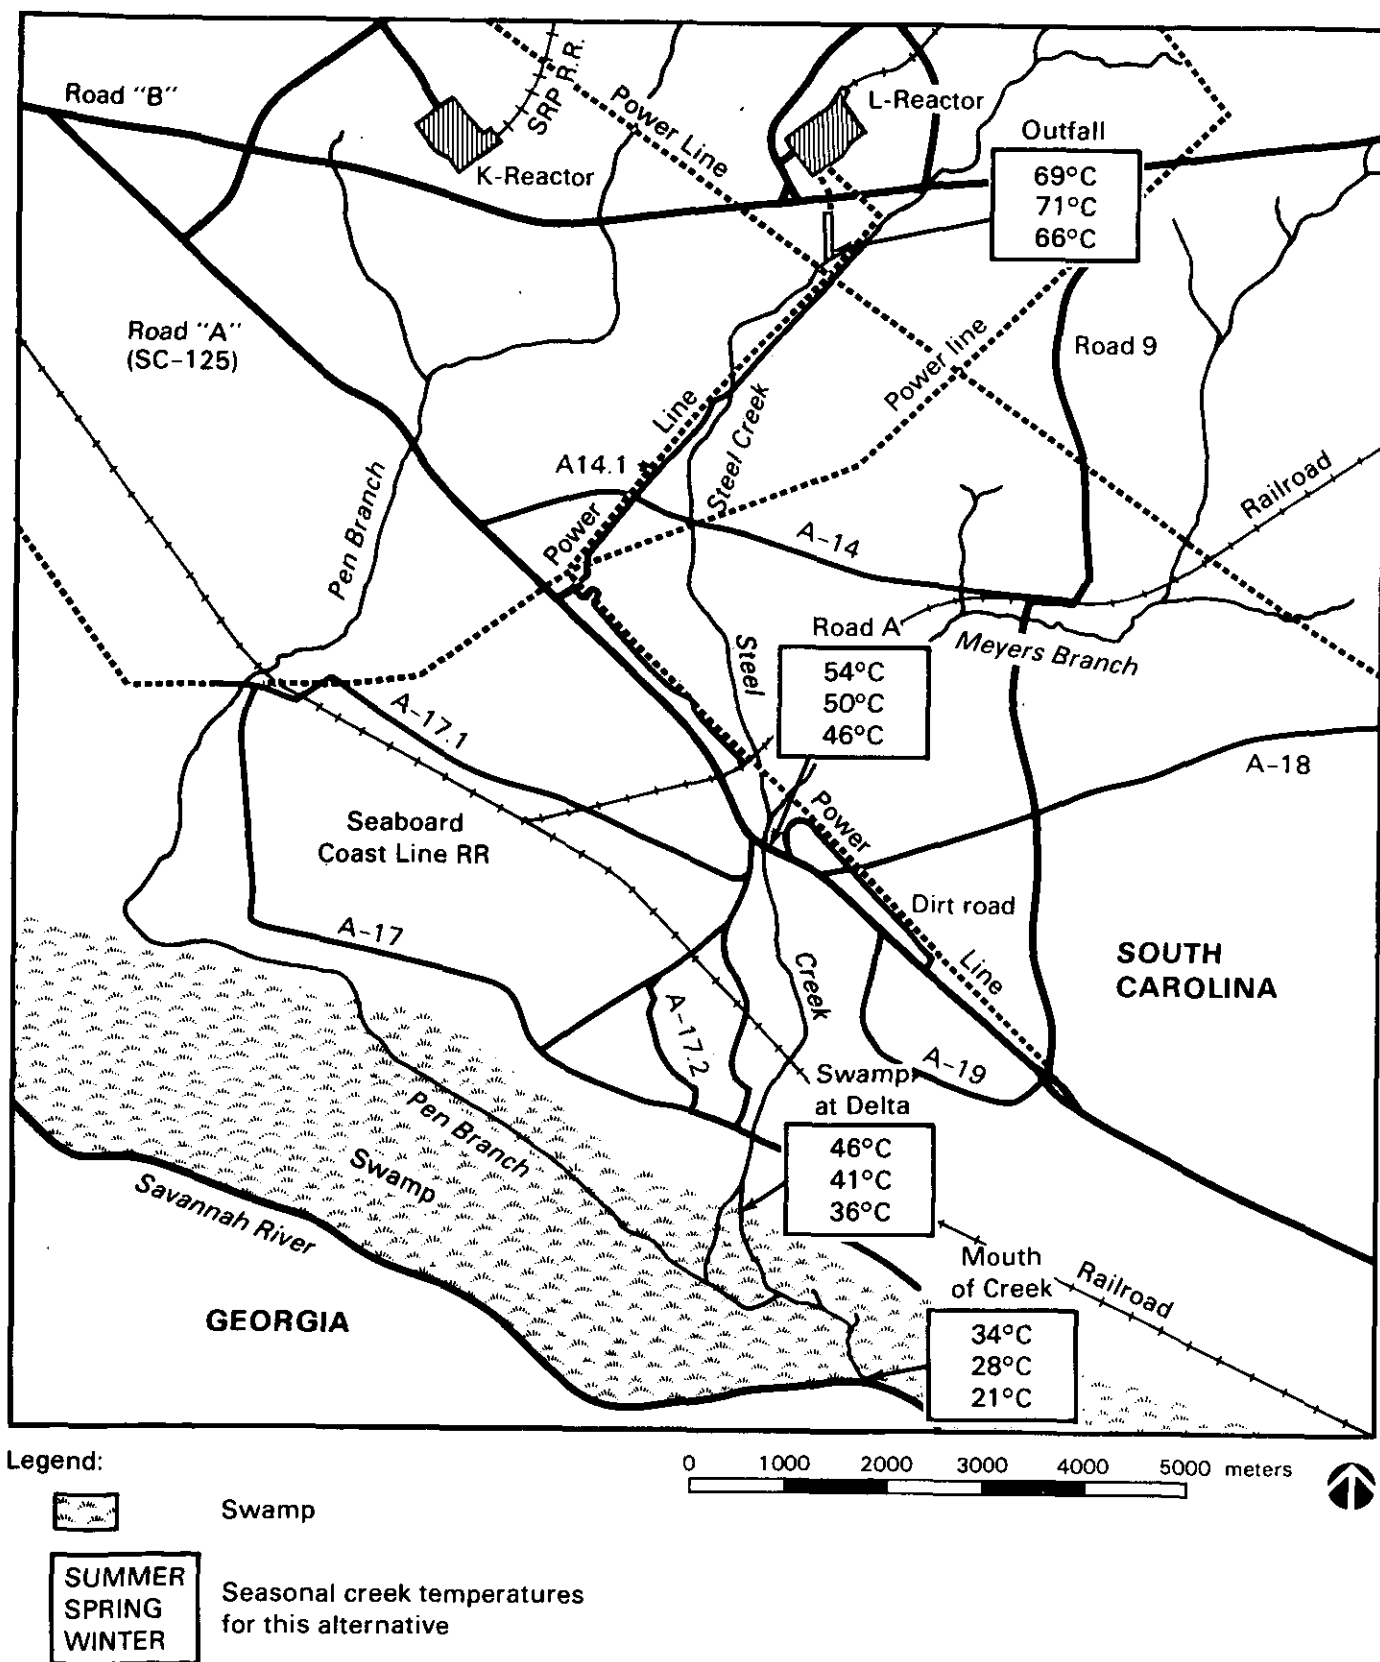 Road "B"
SRP R.R.
Power Line
L-Reactor
Outfall
K-Reactor
69°C
71°C
66°C
Road "A"
(SC-125)
Road 9
Power line
Line
Steel Creek
A14.1
Power
Pen Branch
Railroad
A-14
Road A
Meyers Branch
Steel
54°C
50°C
46°C
A-17.1
A-18
Power
Seaboard
Coast Line RR
Dirt road
A-17
Line
Creek
SOUTH
CAROLINA
A-17.2
A-19
Swamp
at Delta
Pen Branch
46°C
41°C
36°C
Swamp
Savannah River
Mouth
of Creek
Railroad
GEORGIA
34°C
28°C
21°C
Legend:
0 1000 2000 3000 4000 5000 meters
Swamp
SUMMER
SPRING
WINTER
Seasonal creek temperatures
for this alternative